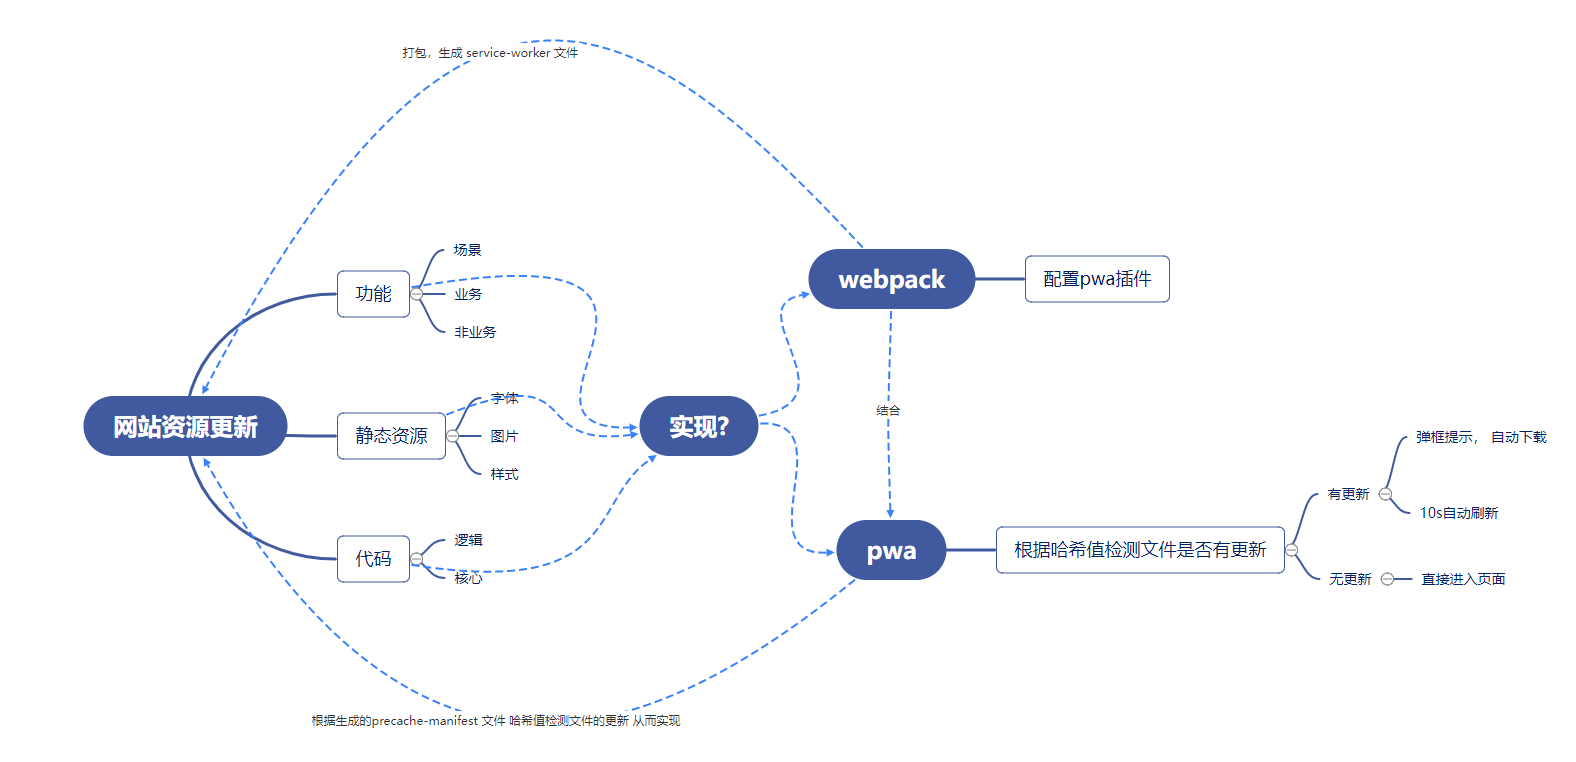 打包，生成 service-worker 文件
网站资源更新
功能
场景
业务
非业务
静态资源
字体
图片
样式
代码
逻辑
核心
实现？
webpack
配置pwa插件
结合
pwa
根据哈希值检测文件是否有更新
有更新
弹框提示， 自动下载
10s自动刷新
无更新
直接进入页面
根据生成的precache-manifest 文件 哈希值检测文件的更新 从而实现